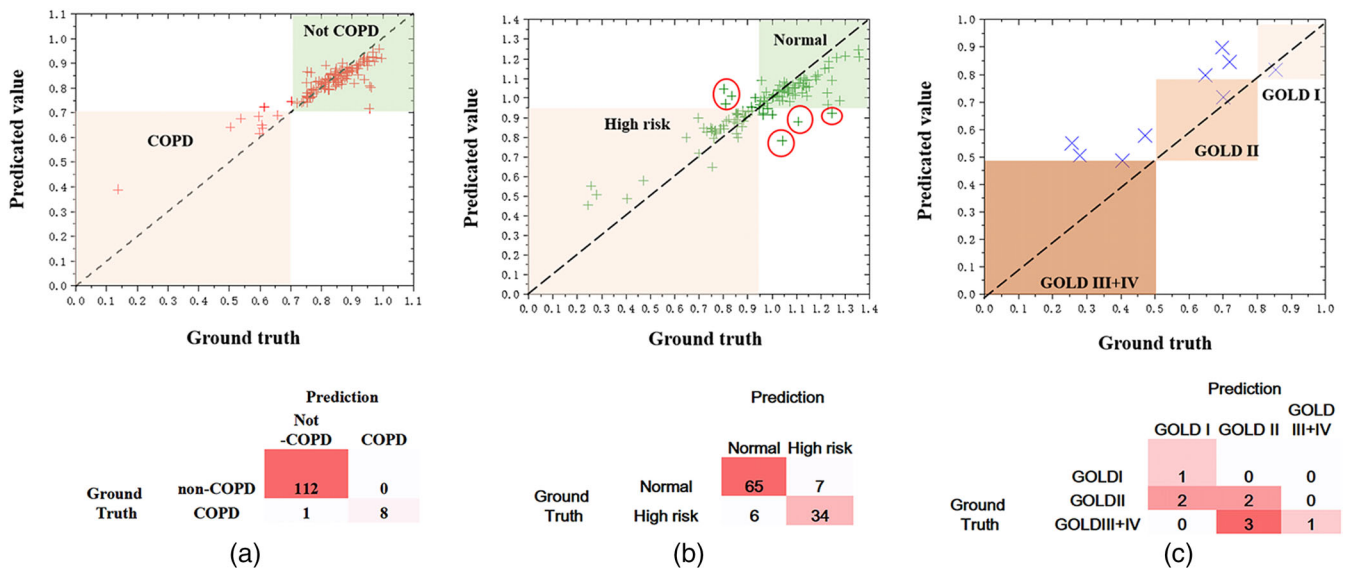 1.1
1.0
0.9
0.8
0.7
0.6
0.5
0.4
0.3
0.2
0.1
0.0
Predicated value
Not COPD
COPD
0.0 0.1 0.2 0.3 0.4 0.5 0.6 0.7 0.8 0.9 1.0 1.1
Ground truth
Prediction
Not
-COPD COPD
Ground non-COPD 112 0
Truth COPD 1 8
(a)
1.4
1.3
1.2
1.1
1.0
0.9
0.8
0.7
0.6
0.5
0.4
0.3
0.2
0.1
0.0
Predicated value
Normal
High risk
0.0 0.1 0.2 0.3 0.4 0.5 0.6 0.7 0.8 0.9 1.0 1.1 1.2 1.3 1.4
Ground truth
Prediction
Normal High risk
Ground Normal 65 7
Truth High risk 6 34
(b)
1.0
0.9
0.8
0.7
0.6
0.5
0.4
0.3
0.2
0.1
0.0
Predicated value
GOLD I
GOLD II
GOLD III+IV
0.0 0.1 0.2 0.3 0.4 0.5 0.6 0.7 0.8 0.9 1.0
Ground truth
Prediction
GOLD
GOLD I GOLD II III+IV
GOLDI 1 0 0
Ground GOLDII 2 2 0
Truth GOLDIII+IV 0 3 1
(c)